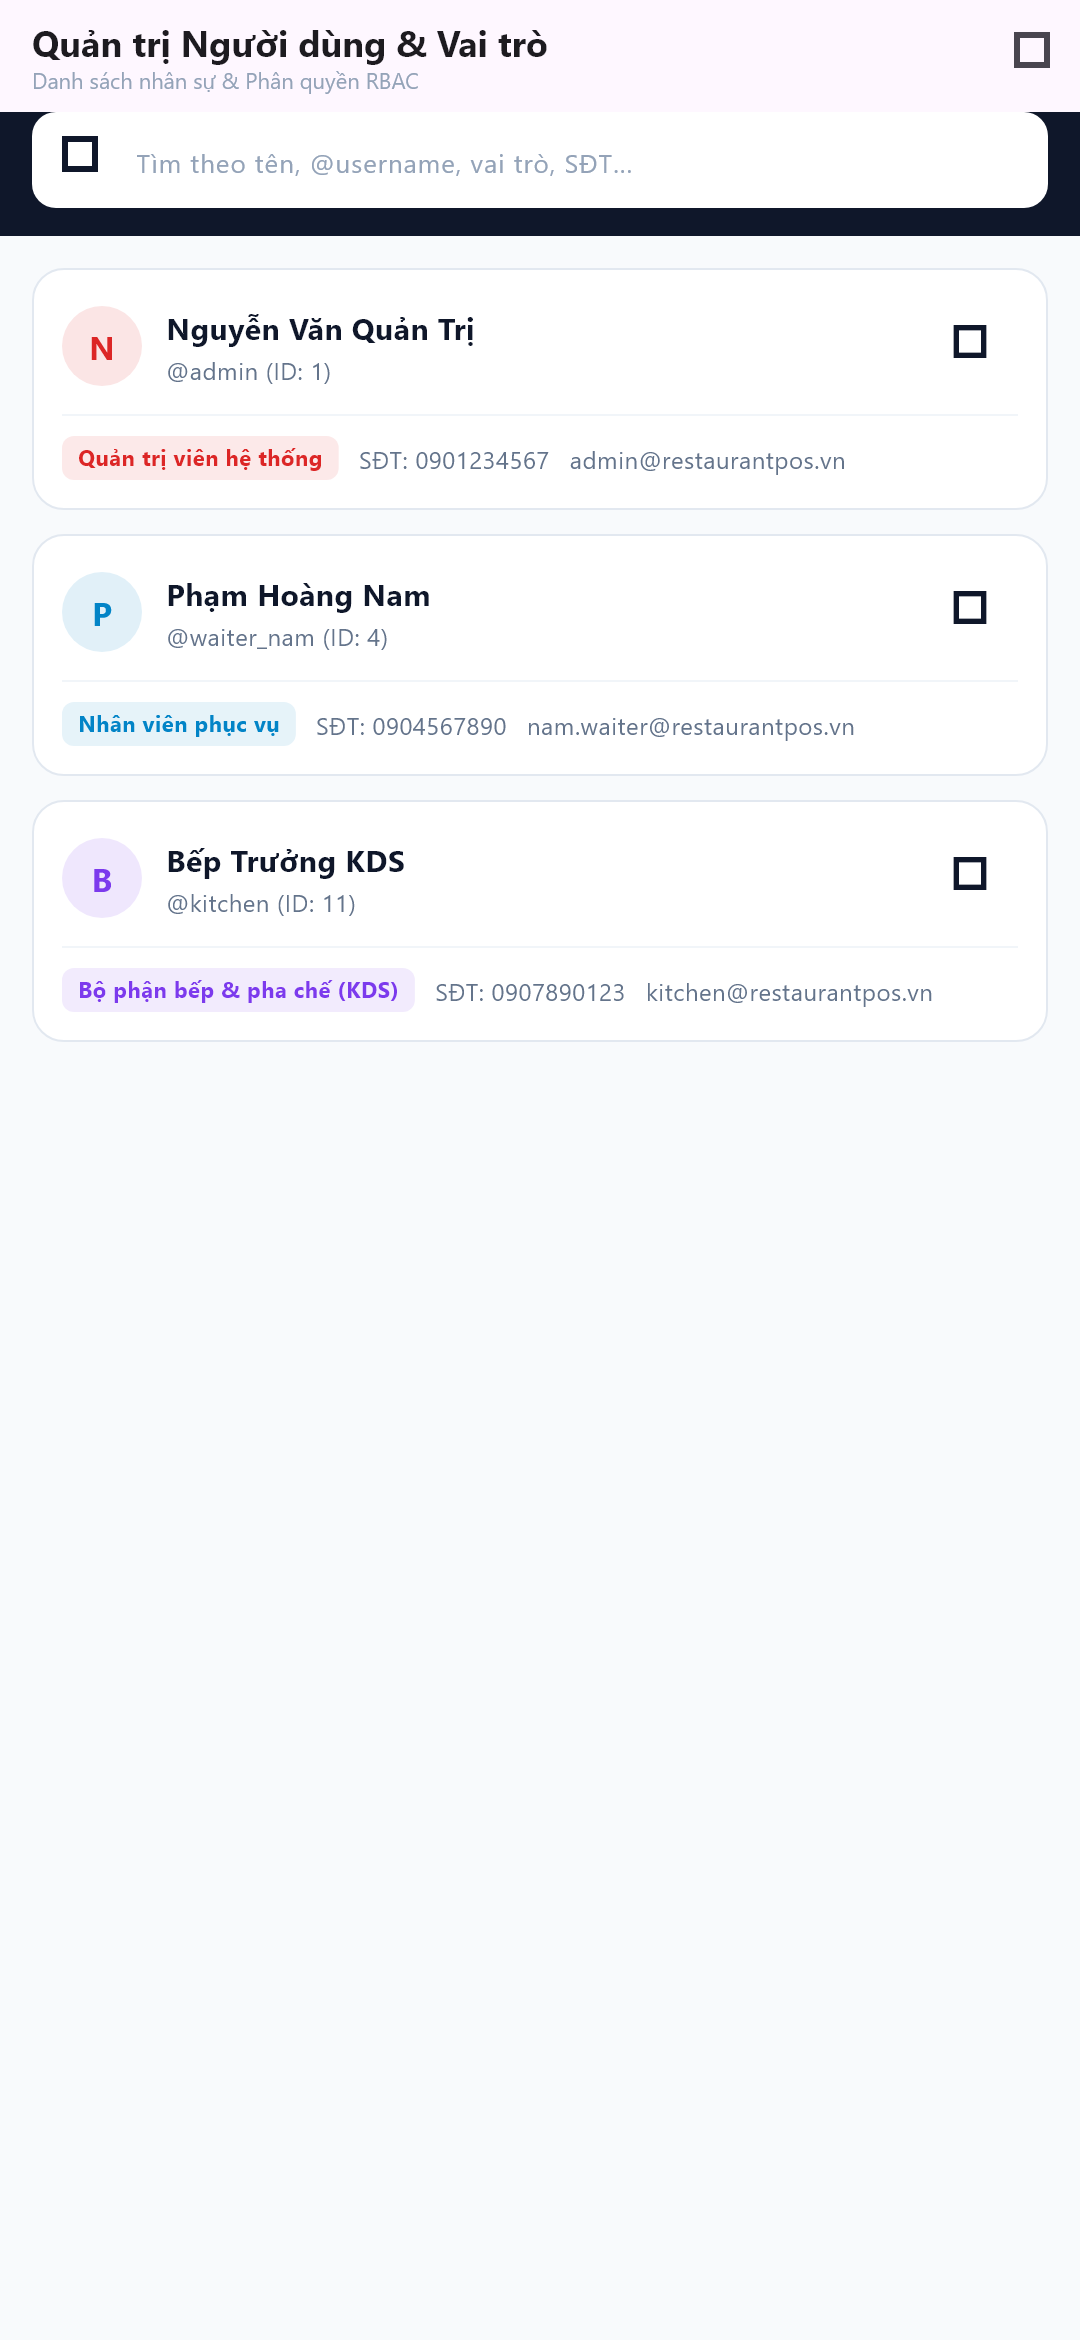 Quản trị Người dùng & Vai trò
Danh sách nhân sự & Phân quyền RBAC
Tìm theo tên, @username, vai trò, SĐT...
N
Nguyễn Văn Quản Trị
@admin (ID: 1)
Quản trị viên hệ thống SĐT: 0901234567 admin@restaurantpos.vn
P
Phạm Hoàng Nam
@waiter_nam (ID: 4)
Nhân viên phục vụ SĐT: 0904567890 nam.waiter@restaurantpos.vn
B
Bếp Trưởng KDS
@kitchen (ID: 11)
Bộ phận bếp & pha chế (KDS) SĐT: 0907890123 kitchen@restaurantpos.vn